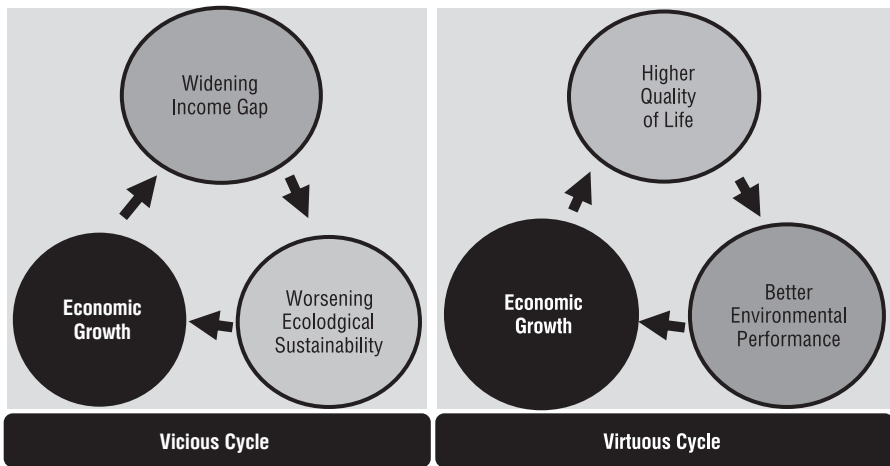 Widening
Income Gap
Economic
Growth
Worsening
Ecolodgical
Sustainability
Vicious Cycle
Higher
Quality
of Life
Economic
Growth
Better
Environmental
Performance
Virtuous Cycle